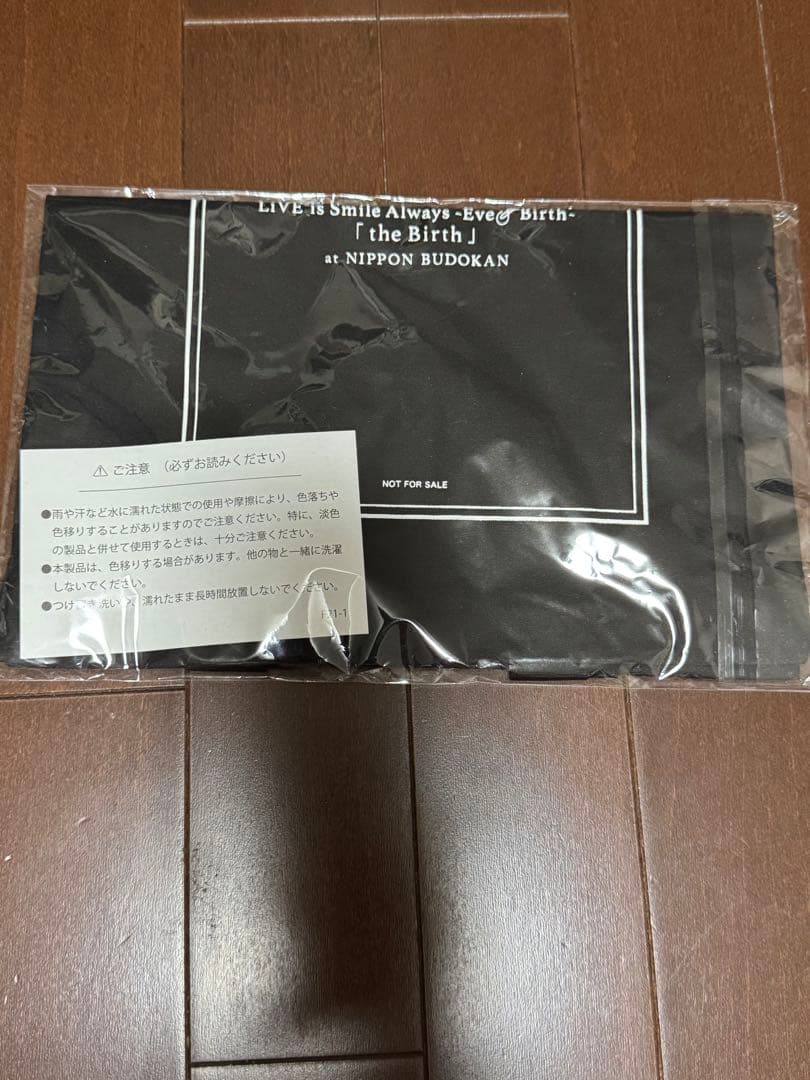 LiVE is Smile Always -Eve& Birth-
「the Birth」
at NIPPON BUDOKAN
NOT FOR SALE
⚠ ご注意 （必ずお読みください）
●雨や汗など水に濡れた状態での使用や摩擦により、色落ちや
色移りすることがありますのでご注意ください。特に、淡色
の製品と併せて使用するときは、十分ご注意ください。
●本製品は、色移りする場合があります。他の物と一緒に洗濯
しないでください。
●つけおき洗いや、濡れたまま長時間放置しないでください。